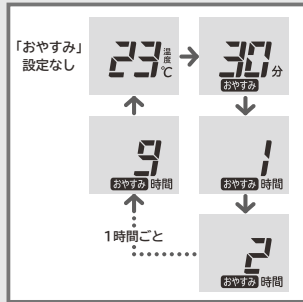 「おやすみ」
設定なし
23 温度 ℃
30 分
おやすみ
9
おやすみ 時間
1
おやすみ 時間
1時間ごと
2
おやすみ 時間